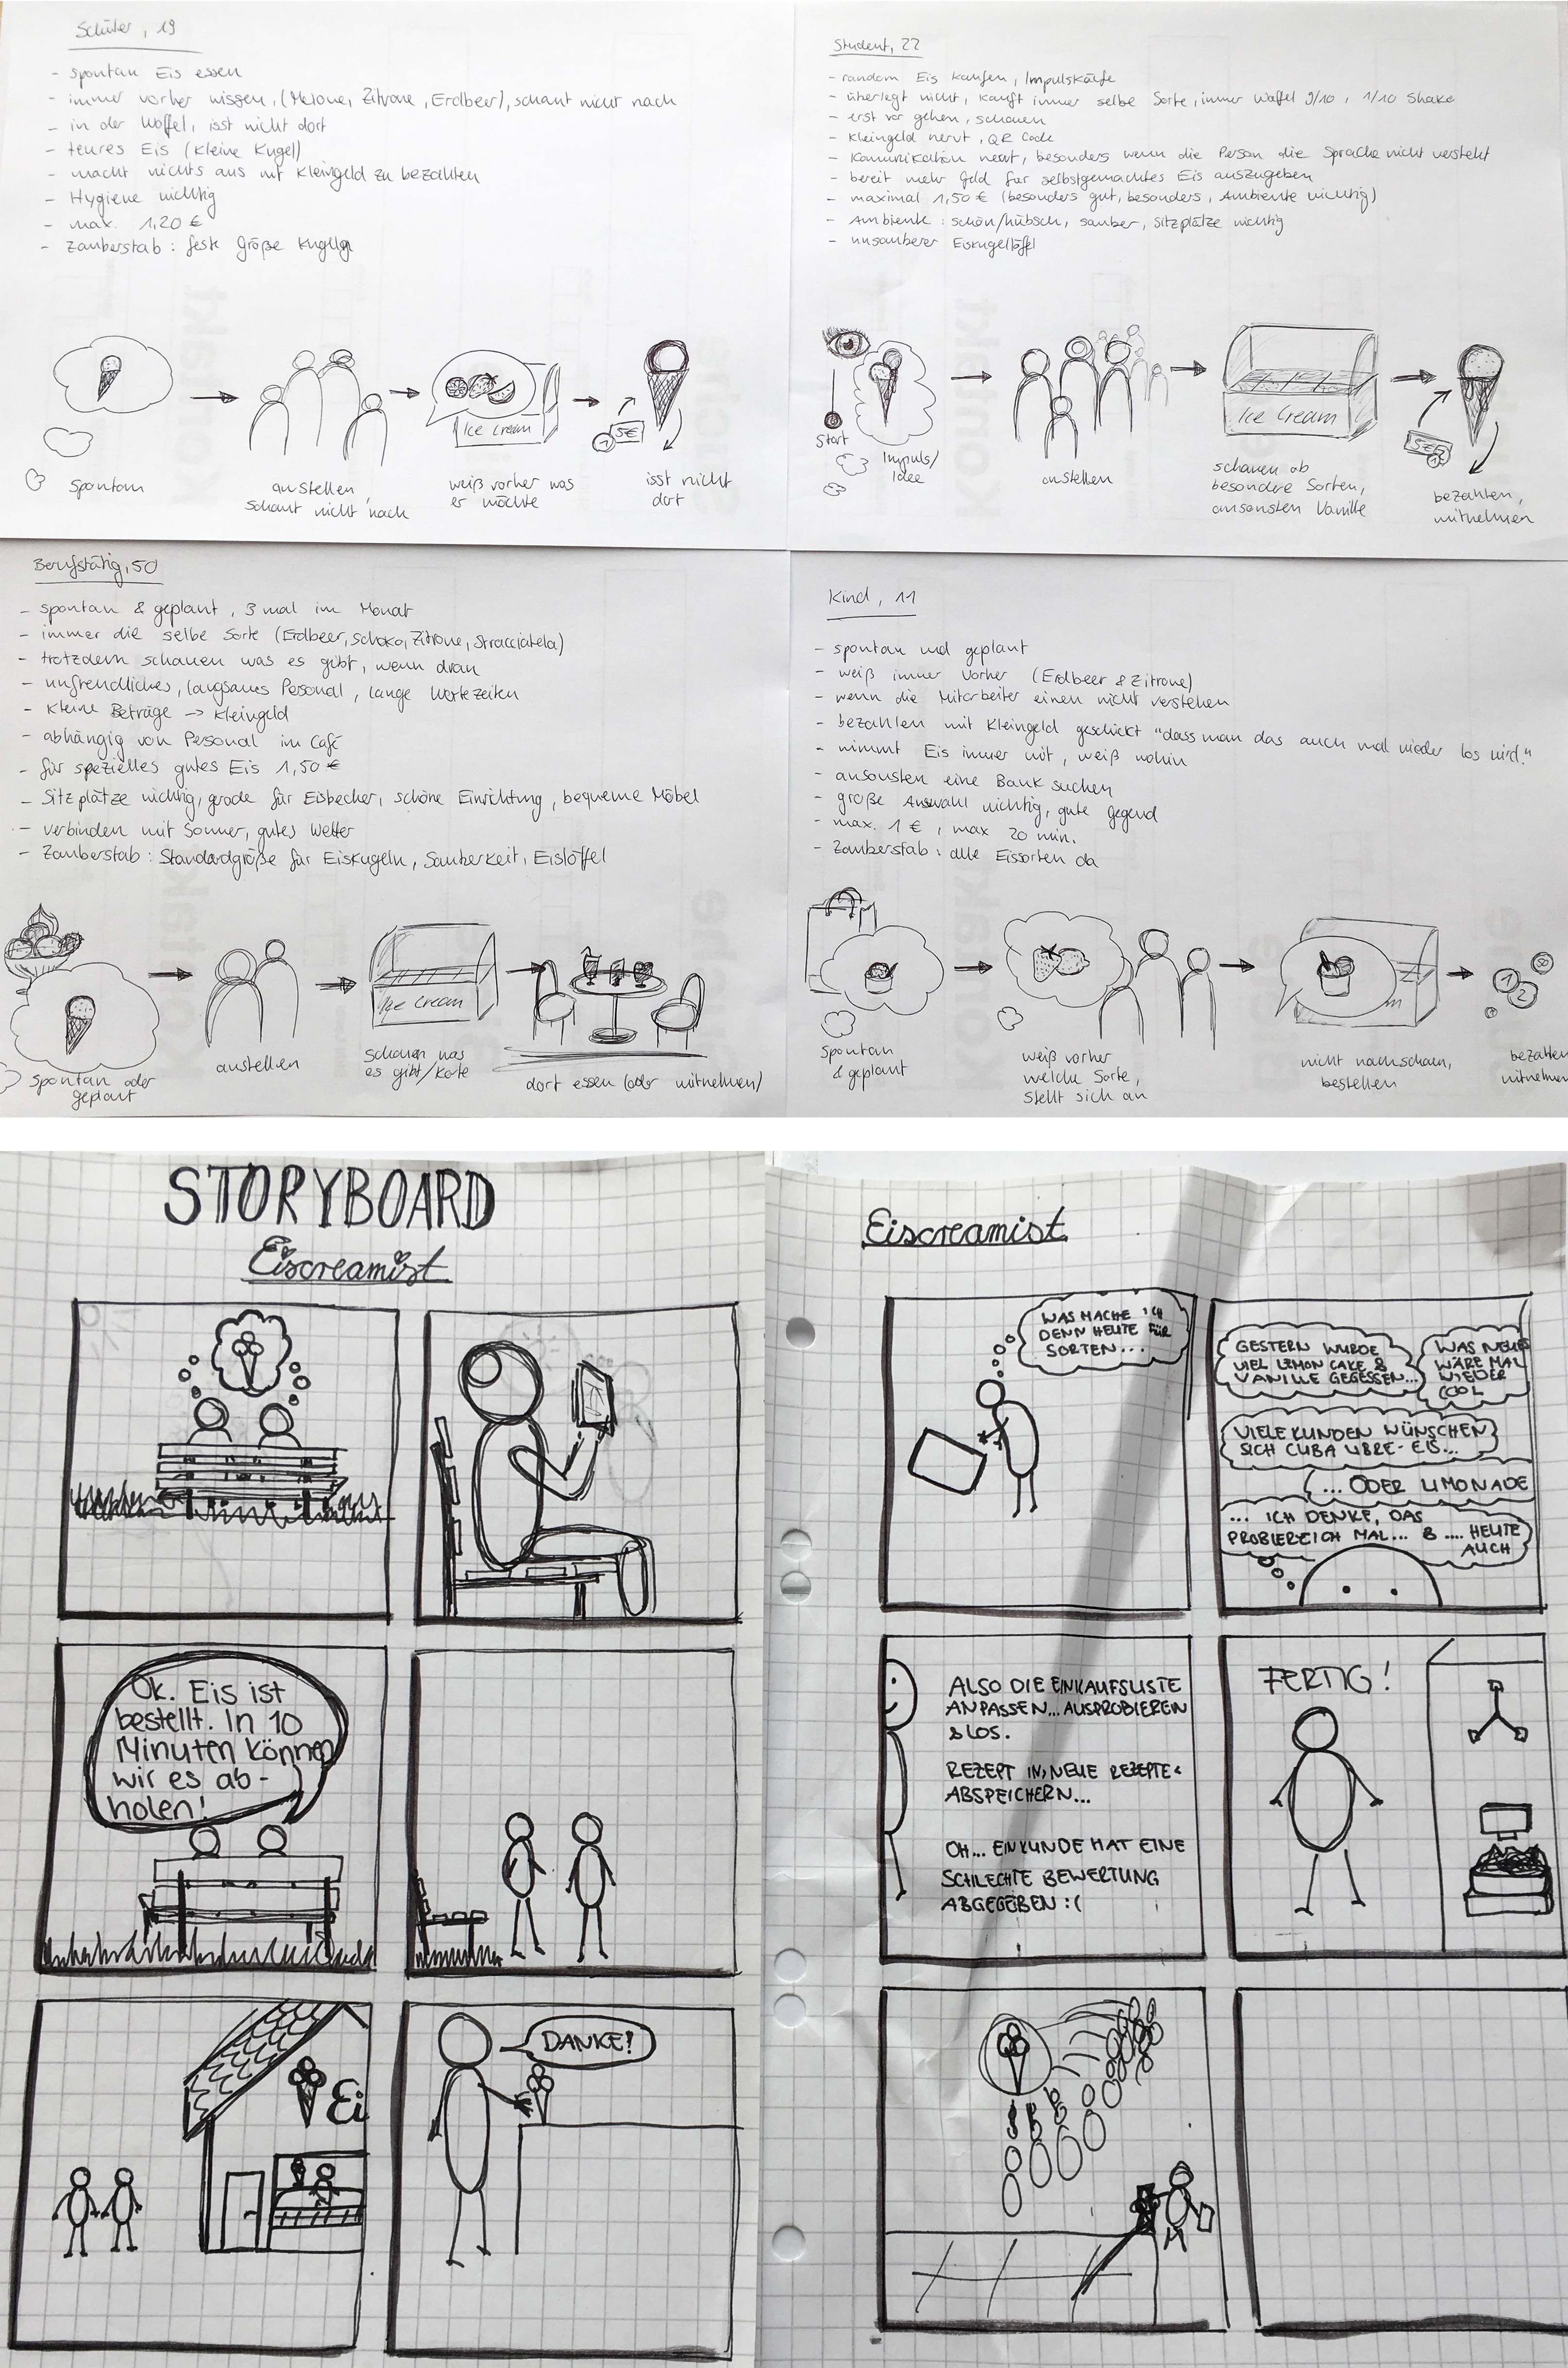 Schüler, 19
- spontan Eis essen
- immer vorher wissen, (Melone, Zitrone, Erdbeer), schaut nicht nach
- in der Waffel, isst nicht dort
- teures Eis (kleine Kugel)
- macht nichts aus mit Kleingeld zu bezahlen
- Hygiene wichtig
- max. 1,20 €
- Zauberstab: feste Größe Kugeln
spontan
anstellen,
schaut nicht nach
Ice Cream
weiß vorher was
er möchte
1
5€
isst nicht
dort
Student, 22
- random Eis kaufen, Impulskäufe
- überlegt nicht, kauft immer selbe Sorte, immer Waffel 9/10, 1/10 Shake
- erst vor gehen, schauen
- Kleingeld nervt, QR Code
- Komunikation nervt, besonders wenn die Person die Sprache nicht versteht
- bereit mehr Geld für selbstgemachtes Eis auszugeben
- maximal 1,50 € (besonders gut, besonders, Ambiente wichtig)
- Ambiente: schön/hübsch, sauber, Sitzplätze wichtig
- unsauberer Eiskugellöffel
Start
Impuls/
Idee
anstellen
Ice Cream
schauen ob
besondere Sorten,
ansonsten Vanille
5€
bezahlen,
mitnehmen
Berufstätig, 50
- spontan & geplant, 3 mal im Monat
- immer die selbe Sorte (Erdbeer, Schoko, Zitrone, Stracciatela)
- trotzdem schauen was es gibt, wenn dran
- unfreundliches, langsames Personal, lange Wartezeiten
- kleine Beträge → Kleingeld
- abhängig von Personal im Café
- für spezielles gutes Eis 1,50 €
- Sitzplätze wichtig, grade für Eisbecher, schöne Einrichtung, bequeme Möbel
- verbinden mit Sommer, gutes Wetter
- Zauberstab: Standardgröße für Eiskugeln, Sauberkeit, Eislöffel
spontan oder
geplant
anstellen
Ice Cream
schauen was
es gibt/Karte
dort essen (oder mitnehmen)
Kind, 11
- spontan und geplant
- weiß immer vorher (Erdbeer & Zitrone)
- wenn die Mitarbeiter einen nicht verstehen
- bezahlen mit Kleingeld geschickt "dass man das auch mal wieder los wird."
- nimmt Eis immer mit, weiß wohin
- ansonsten eine Bank suchen
- große Auswahl wichtig, gute Gegend
- max. 1 €, max 20 min.
- Zauberstab: alle Eissorten da
spontan
& geplant
weiß vorher
welche Sorte,
stellt sich an
m
nicht nachschauen,
bestellen
1
2
50
bezahlen
mitnehmen
STORYBOARD
Eiscreamist
Ok. Eis ist
bestellt. In 10
Minuten können
wir es ab-
holen!
Ei
DANKE!
Eiscreamist
WAS MACHE ICH
DENN HEUTE FÜR
SORTEN...
GESTERN WURDE
VIEL LEMON CAKE &
VANILLE GEGESSEN...
WAS NEUES
WÄRE MAL
WIEDER
COOL
VIELE KUNDEN WÜNSCHEN
SICH CUBA LIBRE-EIS...
... ODER LIMONADE
... ICH DENKE, DAS
PROBIERE ICH MAL... & .... HEUTE
AUCH
ALSO DIE EINKAUFSLISTE
ANPASSEN... AUSPROBIEREN
& LOS.
REZEPT IN „NEUE REZEPTE“
ABSPEICHERN...
OH... EIN KUNDE HAT EINE
SCHLECHTE BEWERTUNG
ABGEGEBEN :(
FERTIG!